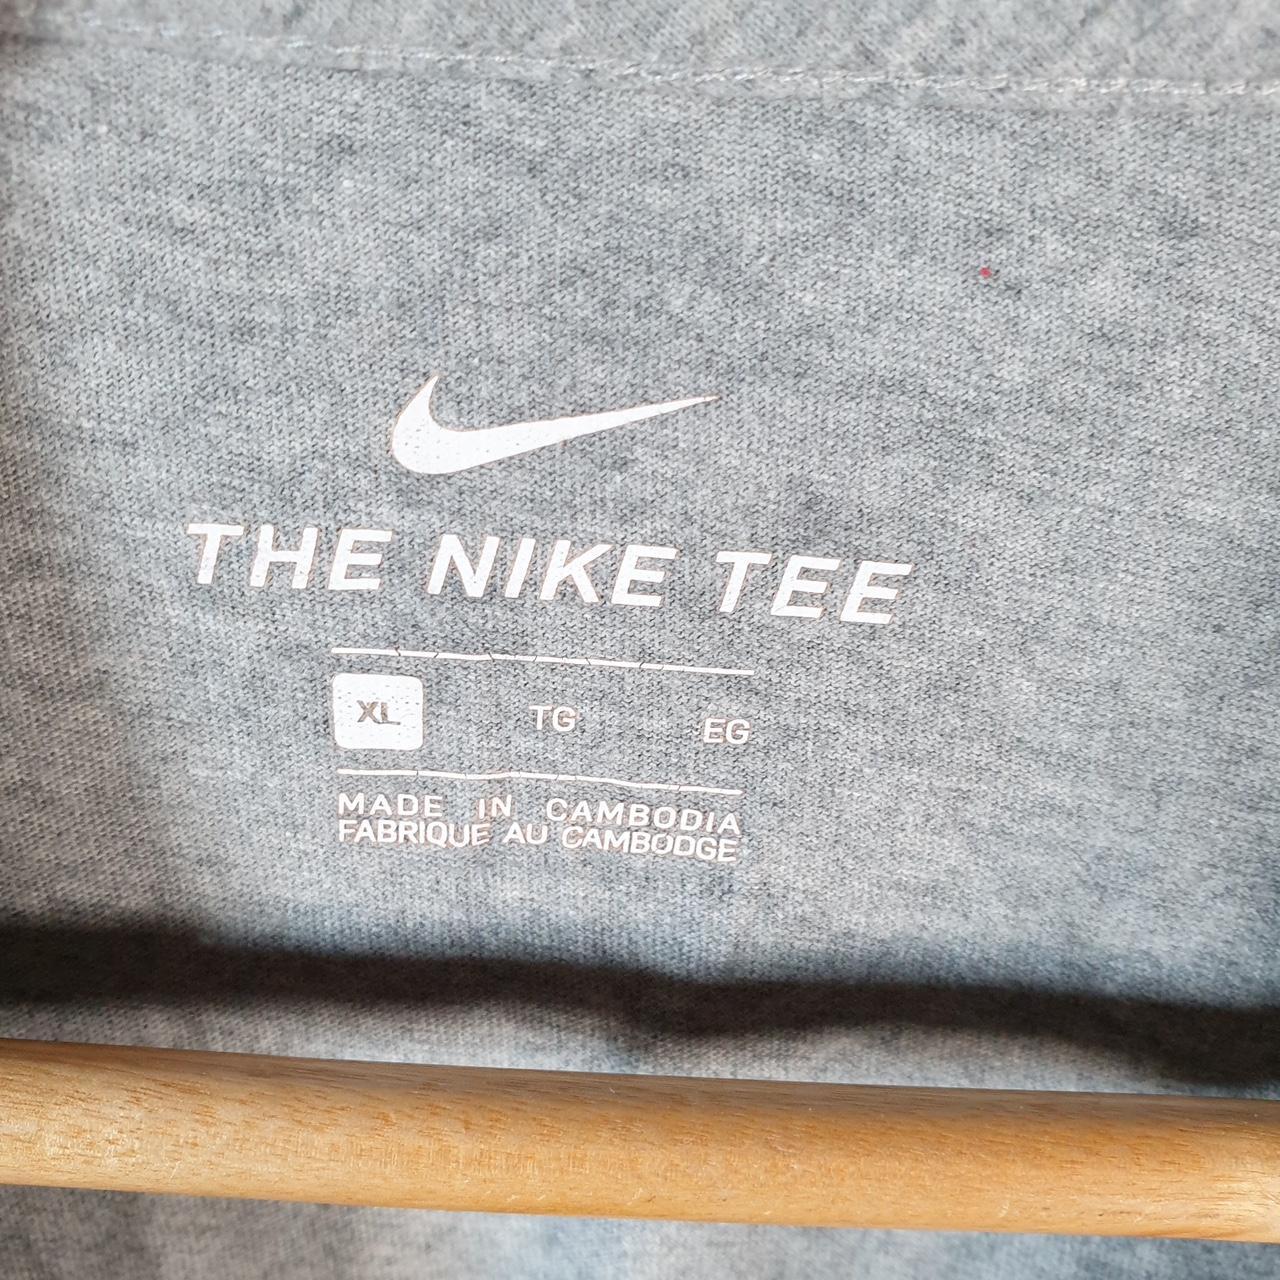 THE NIKE TEE
XL TG EG
MADE IN CAMBODIA
FABRIQUE AU CAMBODGE